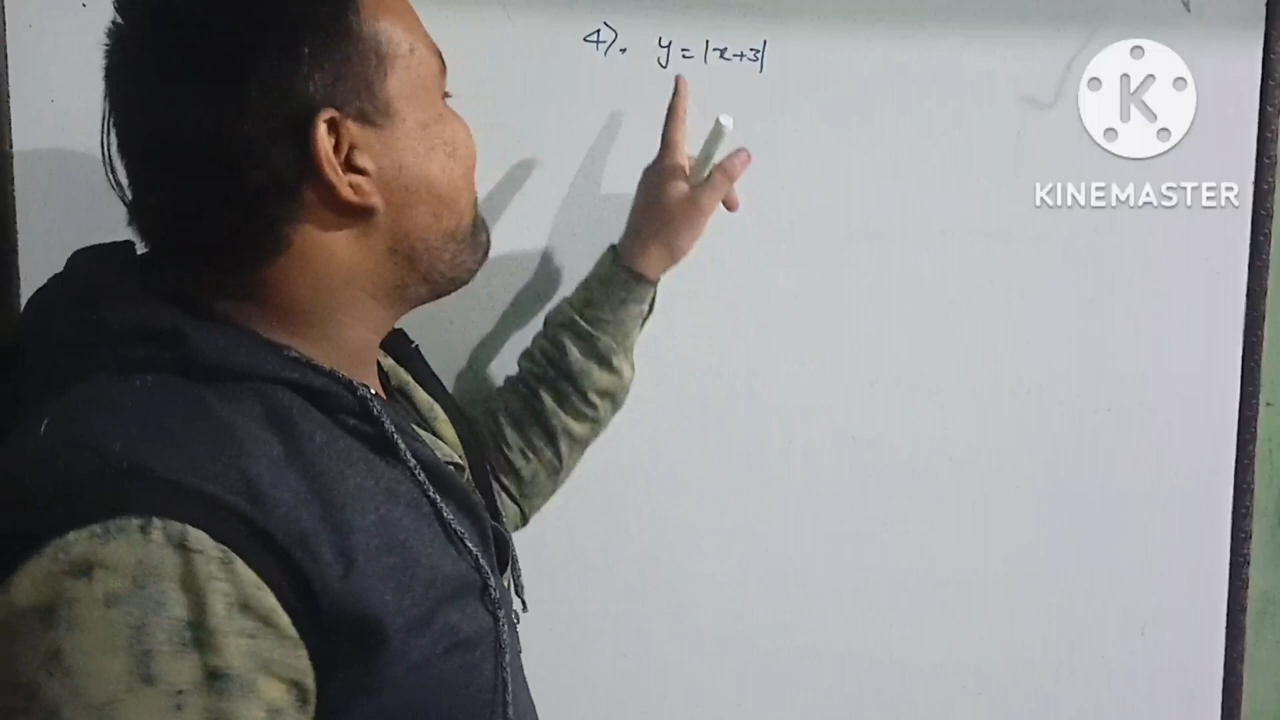 4). y = |x+3|
K
KINEMASTER